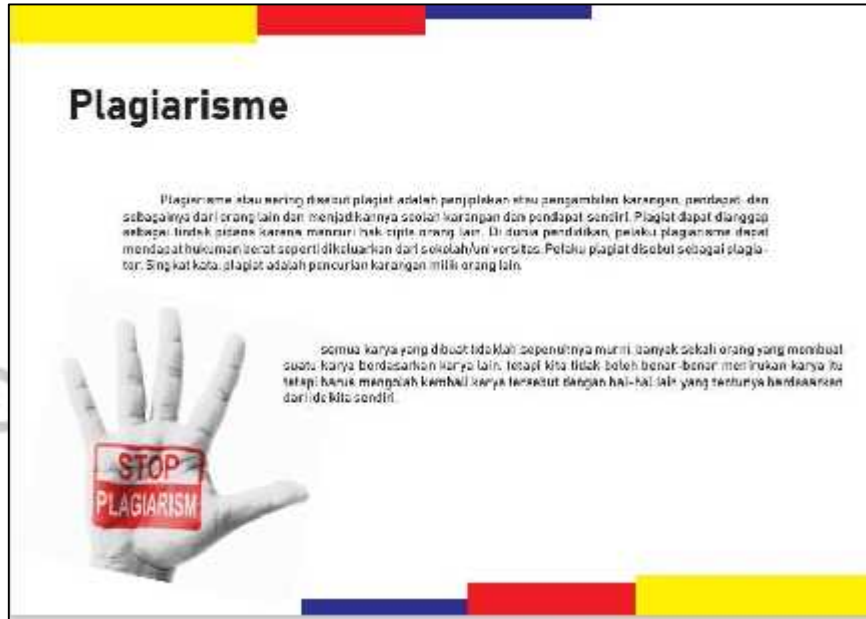 Plagiarisme
Plagiarisme atau sering disebut plagiat adalah penjiplakan atau pengambilan karangan, pendapat, dan
sebagainya dari orang lain dan menjadikannya seolah karangan dan pendapat sendiri. Plagiat dapat dianggap
sebagai tindak pidana karena mencuri hak cipta orang lain. Di dunia pendidikan, pelaku plagiarisme dapat
mendapat hukuman berat seperti dikeluarkan dari sekolah/universitas. Pelaku plagiat disebut sebagai plagia-
tor. Singkat kata, plagiat adalah pencurian karangan milik orang lain.
semua karya yang dibuat tidaklah sepenuhnya murni, banyak sekali orang yang membuat
suatu karya berdasarkan karya lain, tetapi kita tidak boleh benar-benar menirukan karya itu
tetapi harus mengolah kembali karya tersebut dengan hal-hal lain yang tentunya berdasarkan
dari ide kita sendiri.
STOP
PLAGIARISM